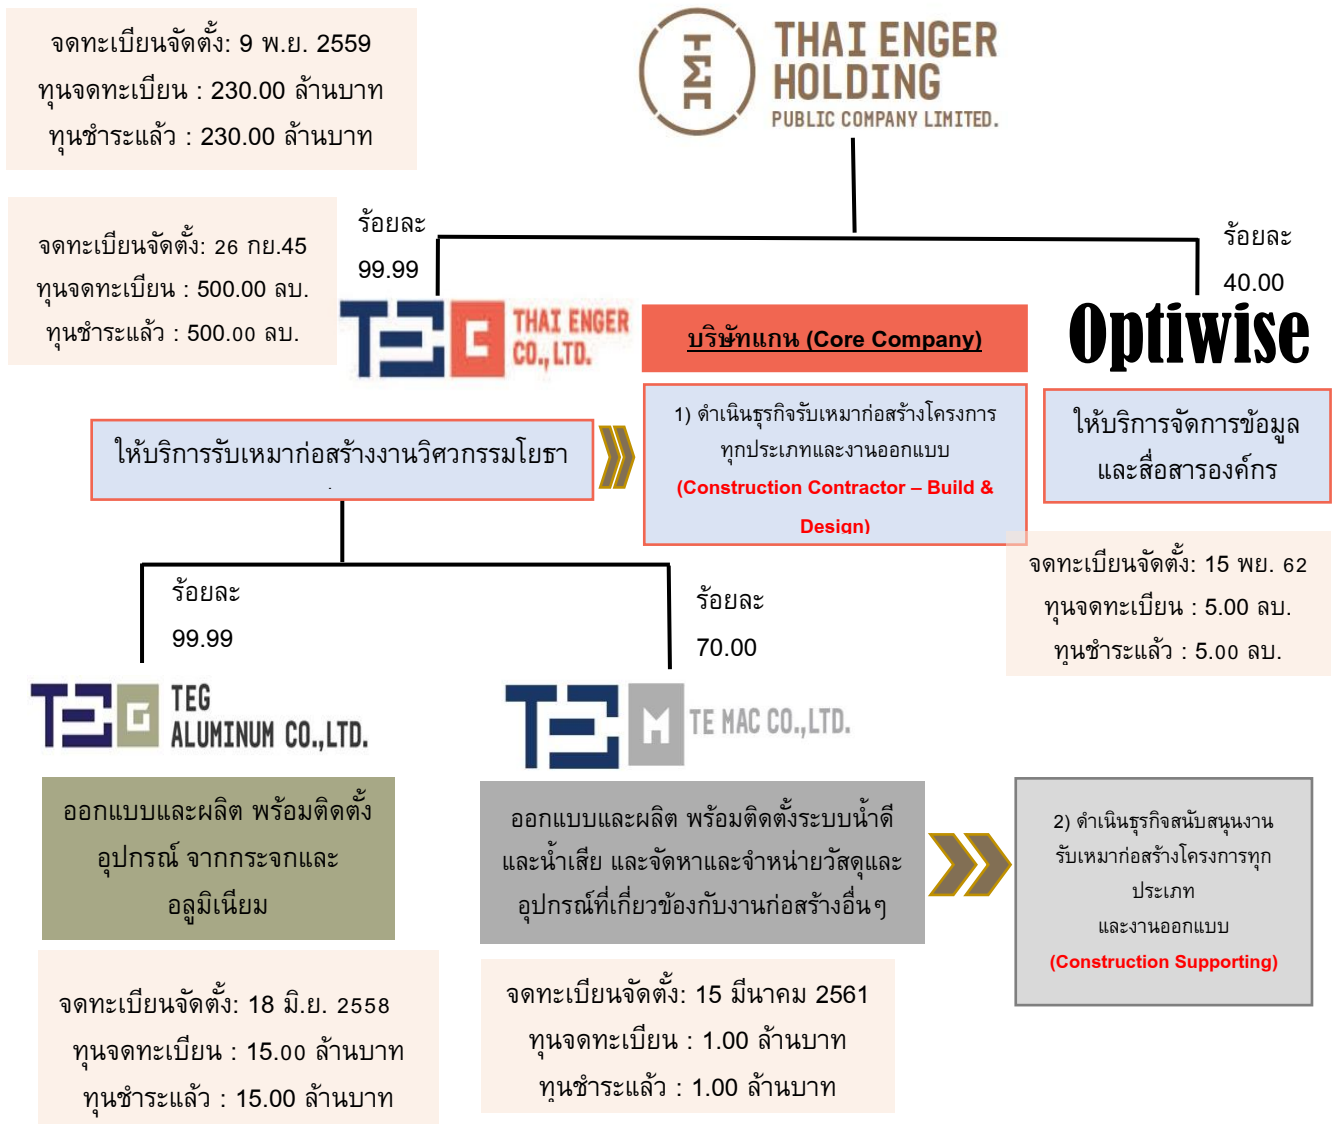 จดทะเบียนจัดตั้ง: 9 พ.ย. 2559
ทุนจดทะเบียน : 230.00 ล้านบาท
ทุนชำระแล้ว : 230.00 ล้านบาท
THAI ENGER
HOLDING
PUBLIC COMPANY LIMITED.
จดทะเบียนจัดตั้ง: 26 กย.45
ทุนจดทะเบียน : 500.00 ลบ.
ทุนชำระแล้ว : 500.00 ลบ.
ร้อยละ
99.99
ร้อยละ
40.00
TEC THAI ENGER
CO., LTD.
บริษัทแกน (Core Company)
Optiwise
ให้บริการรับเหมาก่อสร้างงานวิศวกรรมโยธา
1) ดำเนินธุรกิจรับเหมาก่อสร้างโครงการ
ทุกประเภทและงานออกแบบ
(Construction Contractor – Build &
Design)
ให้บริการจัดการข้อมูล
และสื่อสารองค์กร
จดทะเบียนจัดตั้ง: 15 พย. 62
ทุนจดทะเบียน : 5.00 ลบ.
ทุนชำระแล้ว : 5.00 ลบ.
ร้อยละ
99.99
ร้อยละ
70.00
TEG TEG
ALUMINUM CO.,LTD.
TEM TE MAC CO.,LTD.
ออกแบบและผลิต พร้อมติดตั้ง
อุปกรณ์ จากกระจกและ
อลูมิเนียม
ออกแบบและผลิต พร้อมติดตั้งระบบน้ำดี
และน้ำเสีย และจัดหาและจำหน่ายวัสดุและ
อุปกรณ์ที่เกี่ยวข้องกับงานก่อสร้างอื่นๆ
2) ดำเนินธุรกิจสนับสนุนงาน
รับเหมาก่อสร้างโครงการทุก
ประเภท
และงานออกแบบ
(Construction Supporting)
จดทะเบียนจัดตั้ง: 18 มิ.ย. 2558
ทุนจดทะเบียน : 15.00 ล้านบาท
ทุนชำระแล้ว : 15.00 ล้านบาท
จดทะเบียนจัดตั้ง: 15 มีนาคม 2561
ทุนจดทะเบียน : 1.00 ล้านบาท
ทุนชำระแล้ว : 1.00 ล้านบาท